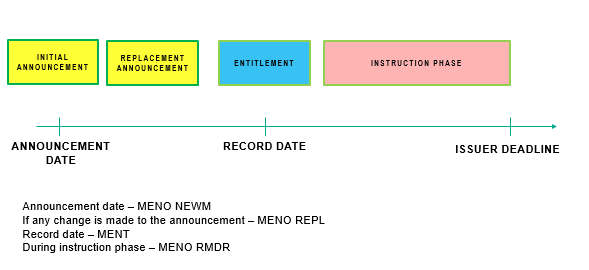 INITIAL
ANNOUNCEMENT
REPLACEMENT
ANNOUNCEMENT
ENTITLEMENT
INSTRUCTION PHASE
ANNOUNCEMENT
DATE
RECORD DATE
ISSUER DEADLINE
Announcement date – MENO NEWM
If any change is made to the announcement – MENO REPL
Record date – MENT
During instruction phase – MENO RMDR